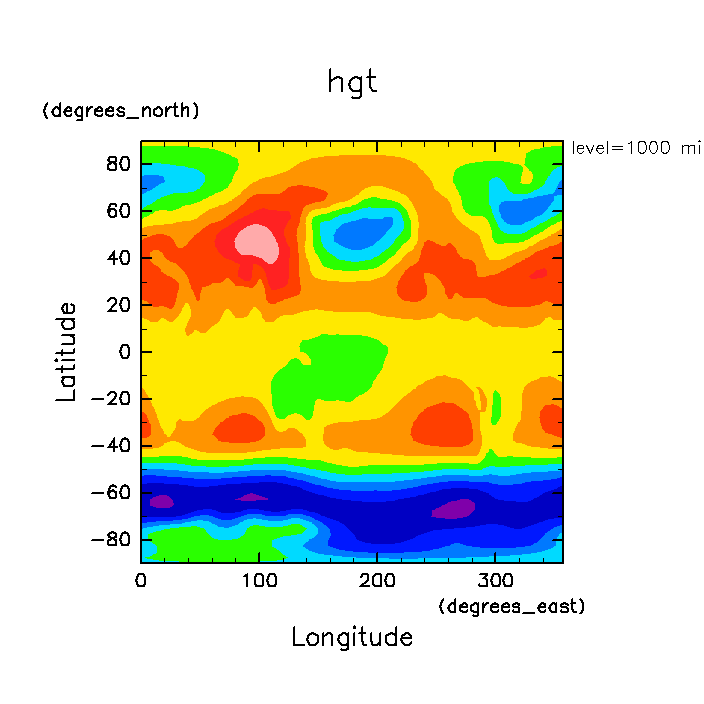 hgt
(degrees_north)
level=1000 mi
80
60
40
20
0
−20
−40
−60
−80
0 100 200 300
(degrees_east)
Longitude
Latitude